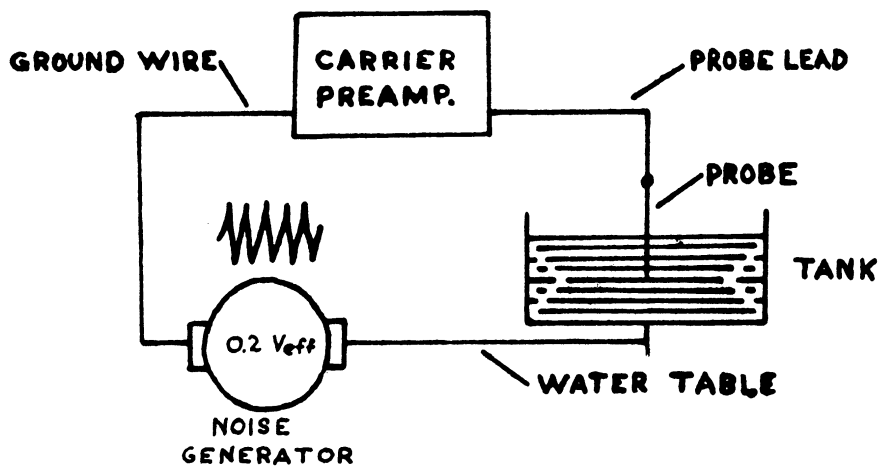 GROUND WIRE
CARRIER
PREAMP.
PROBE LEAD
PROBE
TANK
0.2 Veff
WATER TABLE
NOISE
GENERATOR